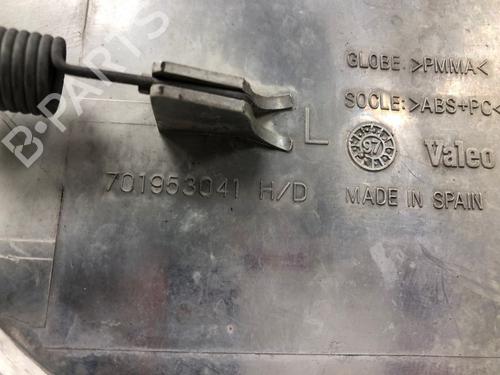 GLOBE: >PMMA<
SOCLE: >ABS+PC<
L
97
Valeo
701953041 H/D
MADE IN SPAIN
B-PARTS